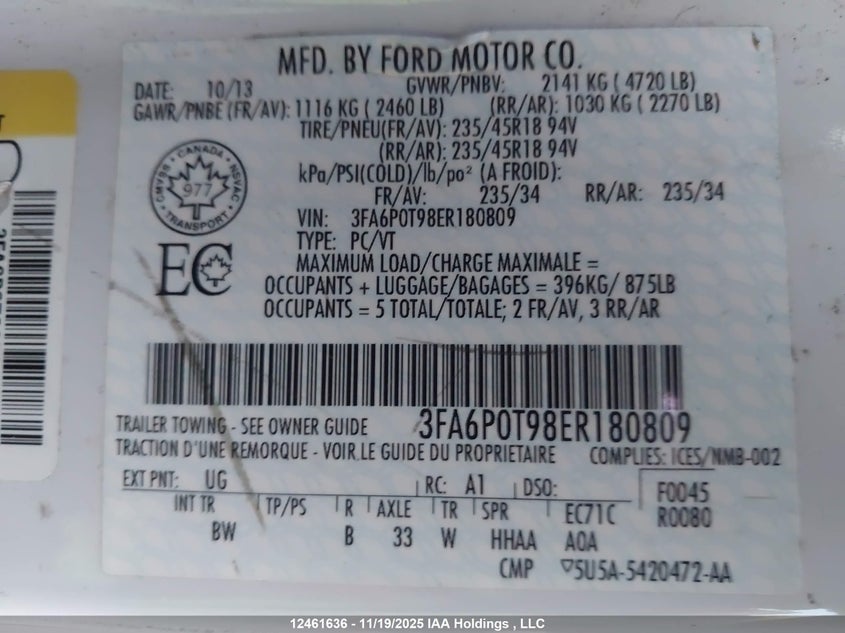 MFD. BY FORD MOTOR CO.
DATE: 10/13 GVWR/PNBV: 2141 KG ( 4720 LB)
GAWR/PNBE (FR/AV): 1116 KG ( 2460 LB) (RR/AR): 1030 KG ( 2270 LB)
TIRE/PNEU(FR/AV): 235/45R18 94V
(RR/AR): 235/45R18 94V
kPa/PSI(COLD)/lb/po² (A FROID):
FR/AV: 235/34 RR/AR: 235/34
CANADA
CMVSS NSVAC
977
TRANSPORT
VIN: 3FA6P0T98ER180809
TYPE: PC/VT
EC
MAXIMUM LOAD/CHARGE MAXIMALE =
OCCUPANTS + LUGGAGE/BAGAGES = 396KG/ 875LB
OCCUPANTS = 5 TOTAL/TOTALE; 2 FR/AV, 3 RR/AR
TRAILER TOWING - SEE OWNER GUIDE 3FA6P0T98ER180809
TRACTION D'UNE REMORQUE - VOIR LE GUIDE DU PROPRIETAIRE COMPLIES: ICES/NMB-002
EXT PNT: UG RC: A1 DSO: F0045
INT TR TP/PS R AXLE TR SPR EC71C R0080
BW B 33 W HHAA A0A
CMP ▽5U5A-5420472-AA
12461636 - 11/19/2025 IAA Holdings , LLC